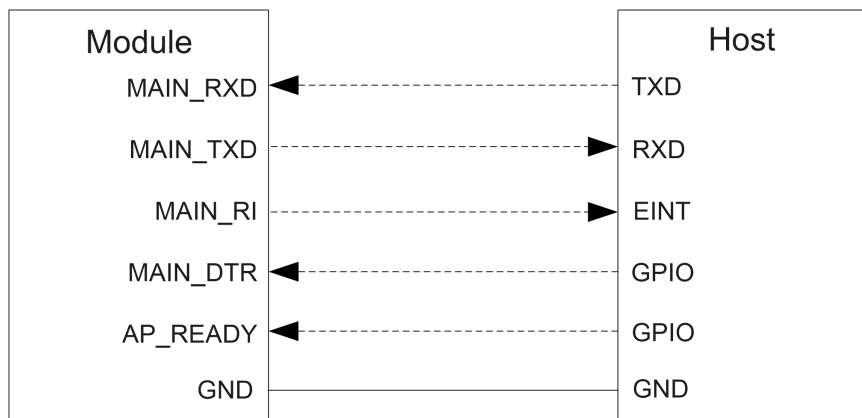 Module Host
MAIN_RXD TXD
MAIN_TXD RXD
MAIN_RI EINT
MAIN_DTR GPIO
AP_READY GPIO
GND GND